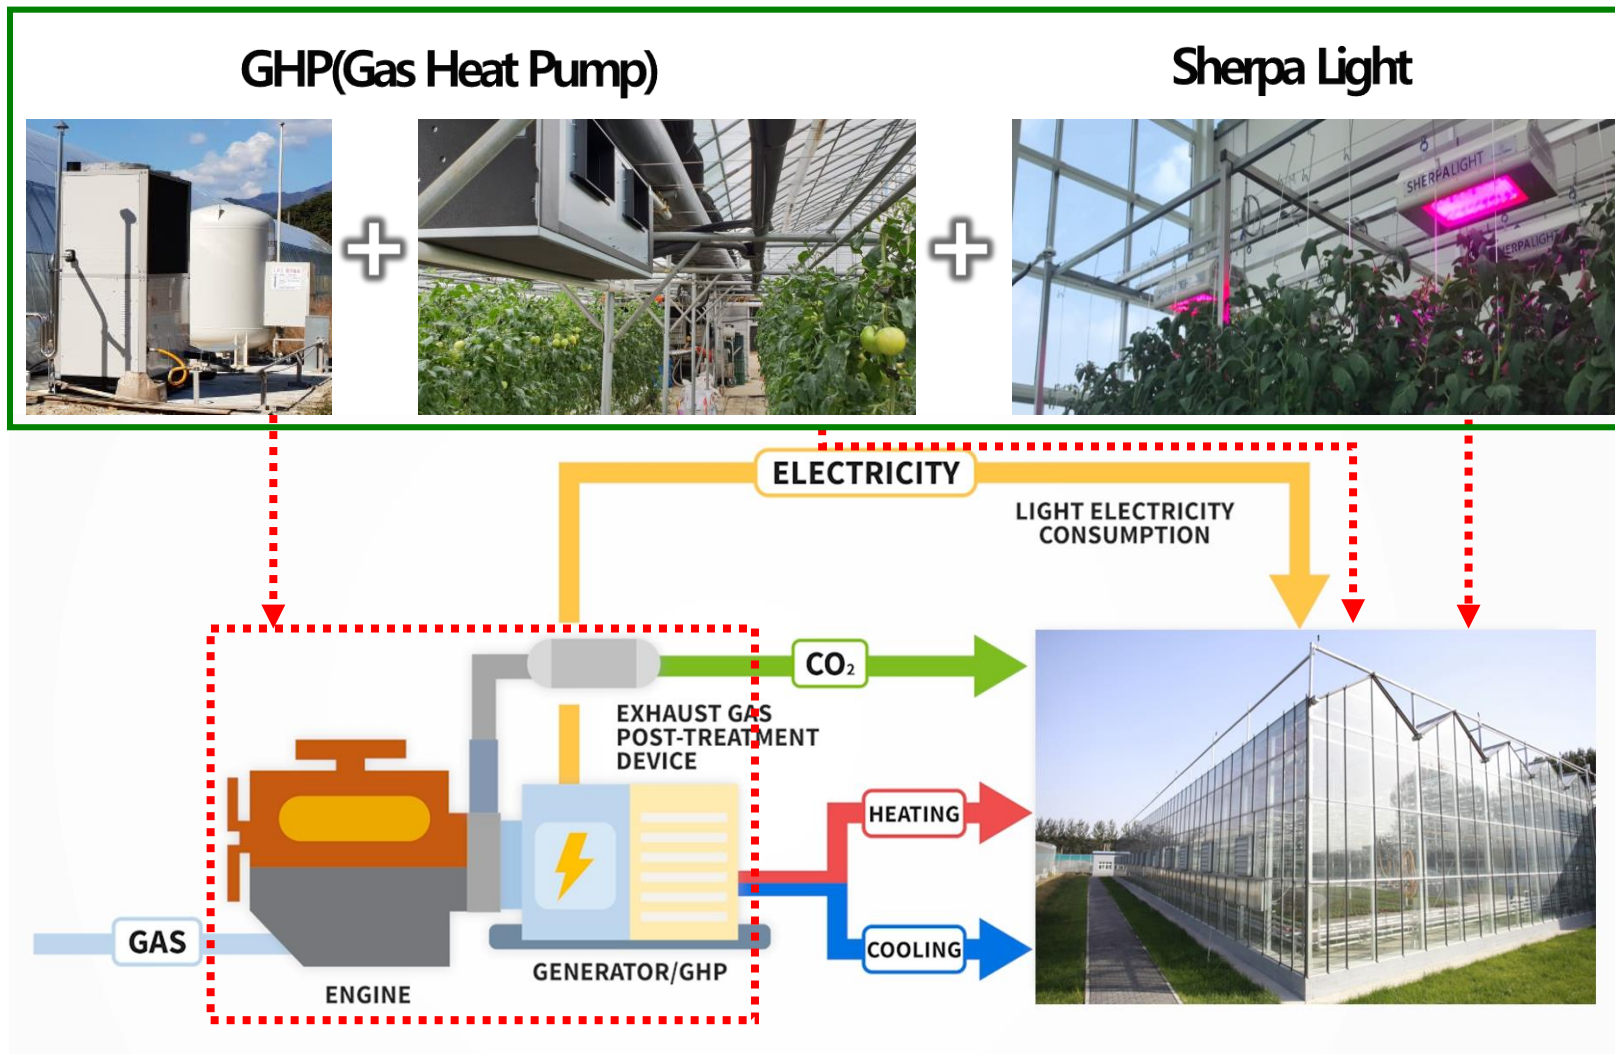 GHP(Gas Heat Pump)
Sherpa Light
SHERPALIGHT
SHERPALIGHT
ELECTRICITY
LIGHT ELECTRICITY
CONSUMPTION
CO₂
EXHAUST GAS
POST-TREATMENT
DEVICE
HEATING
GAS
COOLING
GENERATOR/GHP
ENGINE